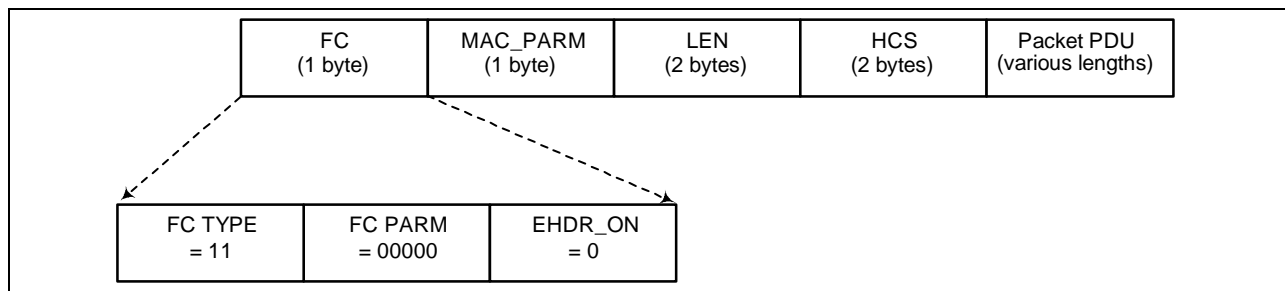 FC
(1 byte)
MAC_PARM
(1 byte)
LEN
(2 bytes)
HCS
(2 bytes)
Packet PDU
(various lengths)
FC TYPE
= 11
FC PARM
= 00000
EHDR_ON
= 0